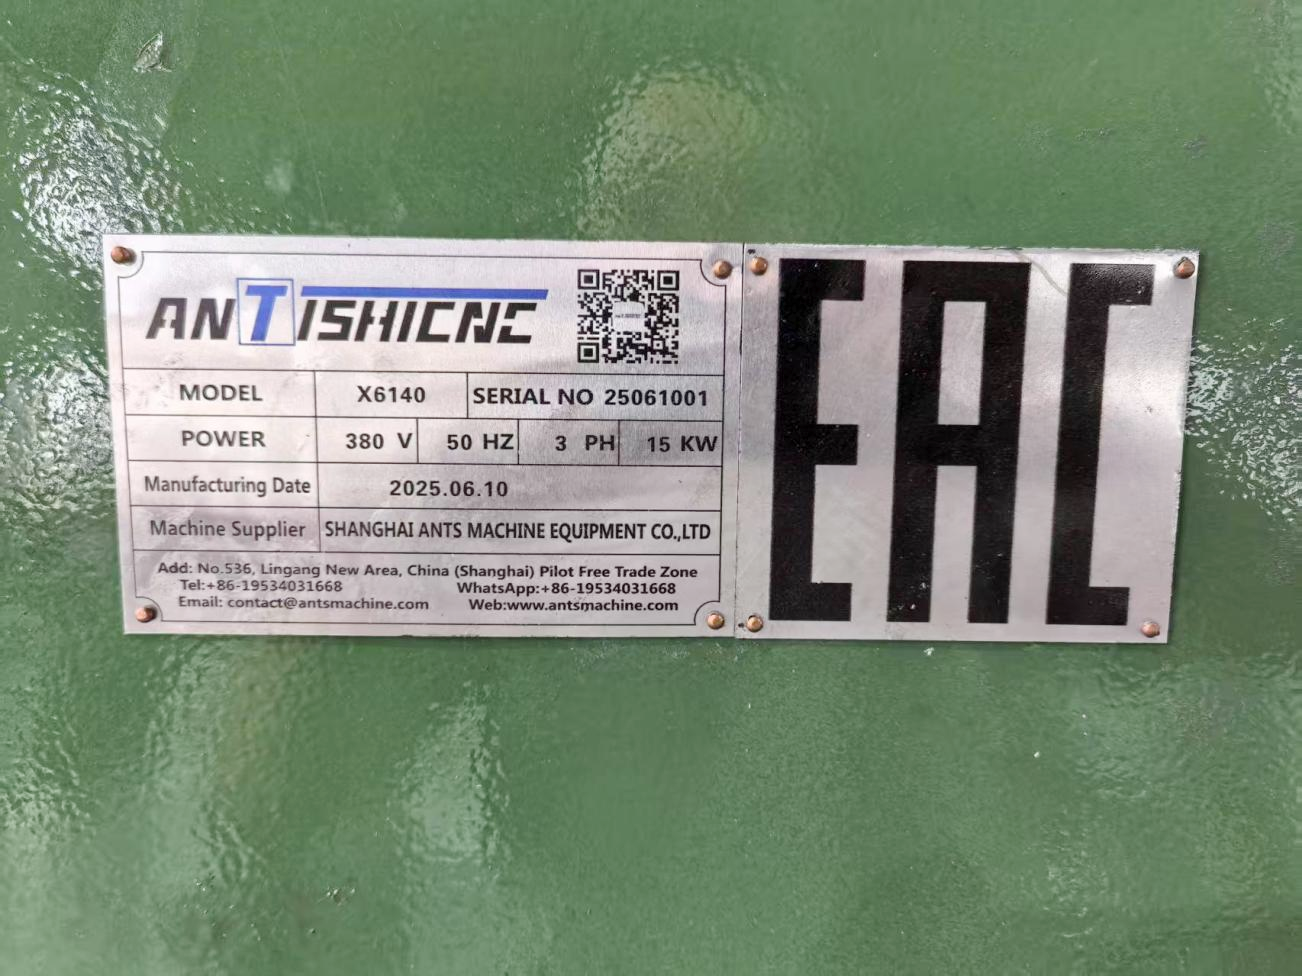 ANTISHICNC
MODEL X6140 SERIAL NO 25061001
POWER 380 V 50 HZ 3 PH 15 KW
Manufacturing Date 2025.06.10
Machine Supplier SHANGHAI ANTS MACHINE EQUIPMENT CO.,LTD
Add: No.536, Lingang New Area, China (Shanghai) Pilot Free Trade Zone
Tel:+86-19534031668 WhatsApp:+86-19534031668
Email: contact@antsmachine.com Web:www.antsmachine.com
EAC